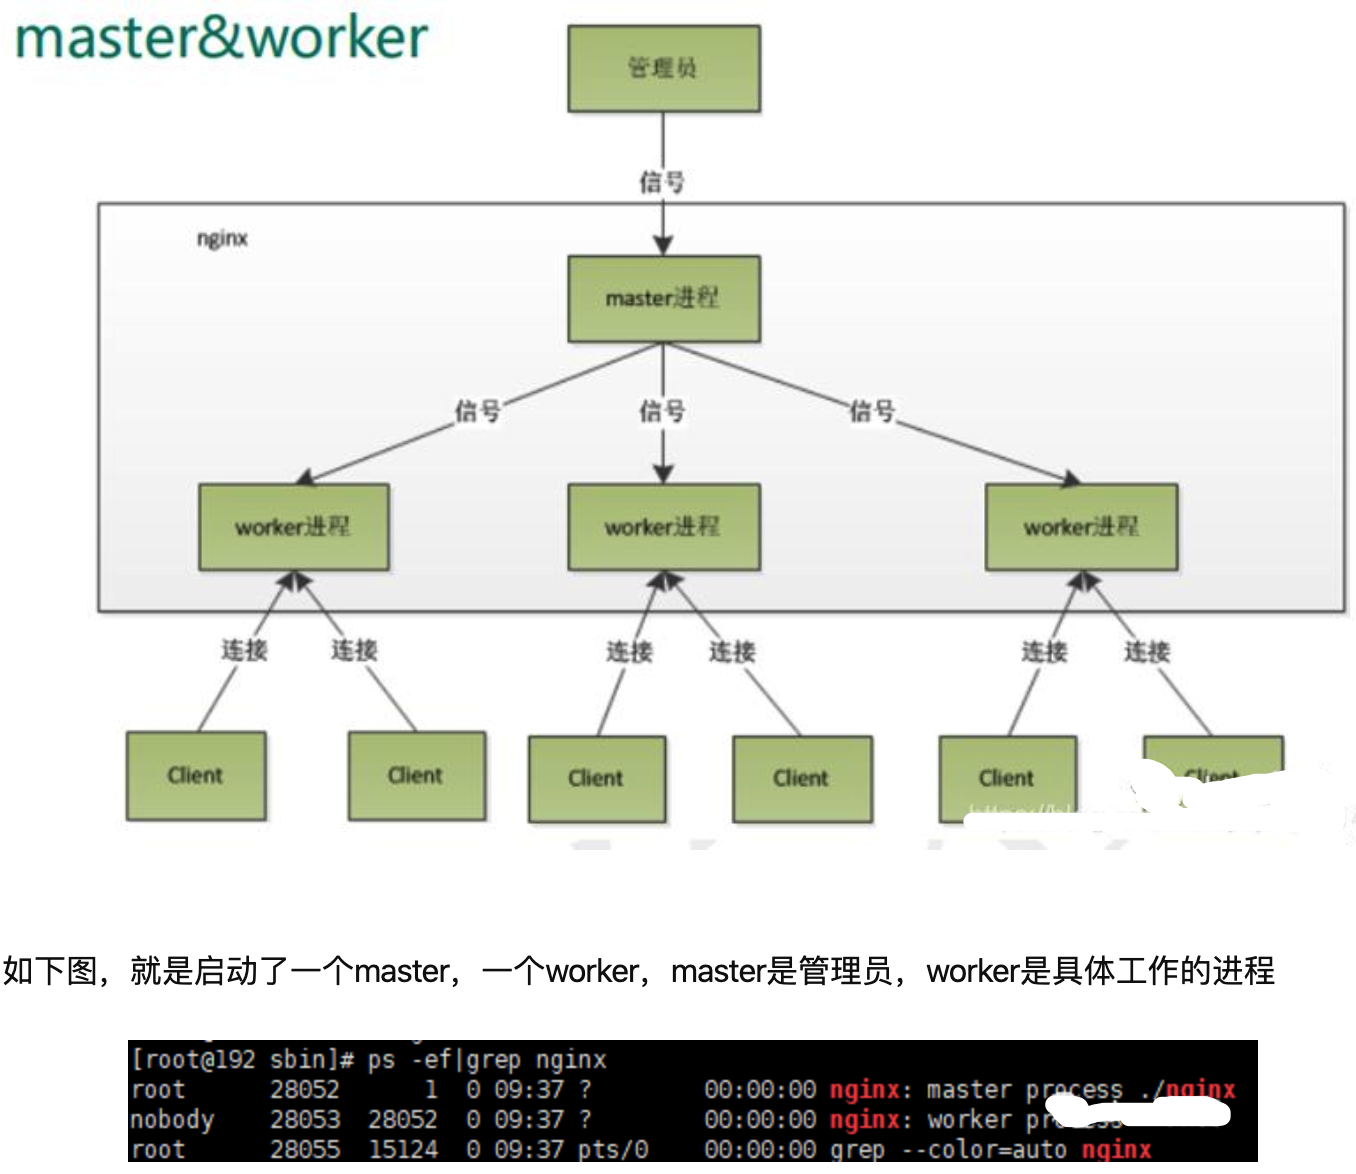 master&worker
管理员
信号
nginx
master进程
信号 信号 信号
worker进程 worker进程 worker进程
连接 连接 连接 连接 连接 连接
Client Client Client Client Client Client
如下图，就是启动了一个master，一个worker，master是管理员，worker是具体工作的进程
[root@192 sbin]# ps -ef|grep nginx
root 28052 1 0 09:37 ? 00:00:00 nginx: master process ./nginx
nobody 28053 28052 0 09:37 ? 00:00:00 nginx: worker process
root 28055 15124 0 09:37 pts/0 00:00:00 grep --color=auto nginx